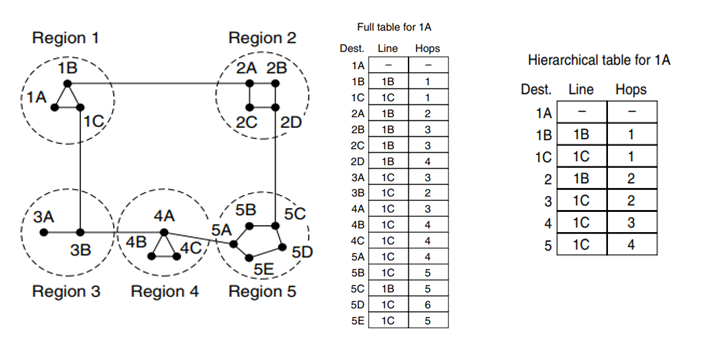 Region 1
Region 2
1B
2A 2B
1A
1C
2C
2D
3A
3B
4A
4B
4C
5A
5B
5C
5D
5E
Region 3
Region 4
Region 5
Full table for 1A
Dest. Line Hops
1A – –
1B 1B 1
1C 1C 1
2A 1B 2
2B 1B 3
2C 1B 3
2D 1B 4
3A 1C 3
3B 1C 2
4A 1C 3
4B 1C 4
4C 1C 4
5A 1C 4
5B 1C 5
5C 1B 5
5D 1C 6
5E 1C 5
Hierarchical table for 1A
Dest. Line Hops
1A – –
1B 1B 1
1C 1C 1
2 1B 2
3 1C 2
4 1C 3
5 1C 4